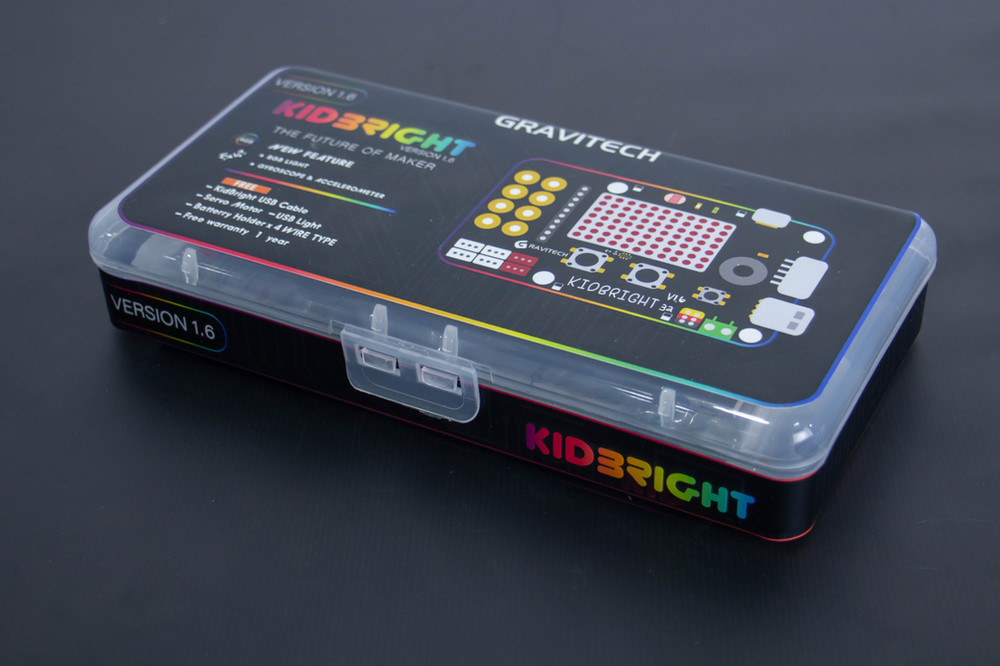 VERSION 1.6
KIDBRIGHT
VERSION 1.6
THE FUTURE OF MAKER
NEW FEATURE
• RGB LIGHT
• GYROSCOPE & ACCELEROMETER
FREE
- KidBright USB Cable
- Servo Motor - USB Light
- Batterry Holder x 4 WIRE TYPE
- Free warranty 1 year
GRAVITECH
GRAVITECH
KIDBRIGHT
32
V1.6
VERSION 1.6
KIDBRIGHT